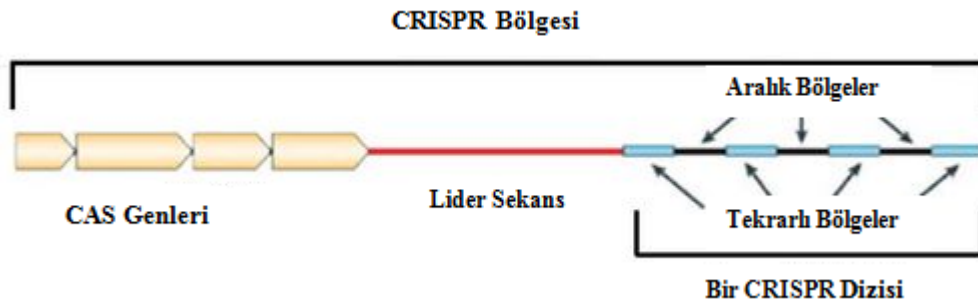 CRISPR Bölgesi
Aralık Bölgeler
CAS Genleri
Lider Sekans
Tekrarlı Bölgeler
Bir CRISPR Dizisi